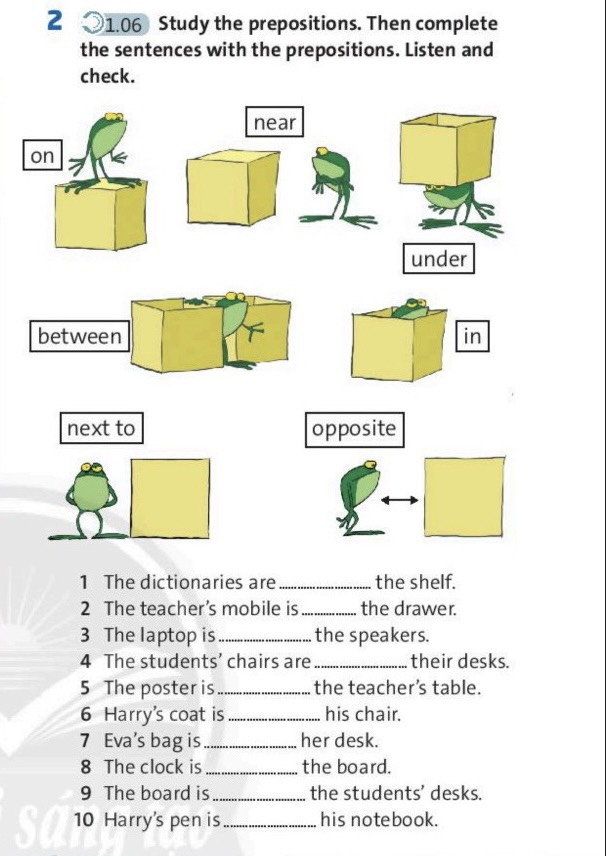 2 1.06 Study the prepositions. Then complete
the sentences with the prepositions. Listen and
check.
near
on
under
between
in
next to
opposite
1 The dictionaries are ........................ the shelf.
2 The teacher's mobile is .............. the drawer.
3 The laptop is ........................ the speakers.
4 The students' chairs are ........................ their desks.
5 The poster is ........................ the teacher's table.
6 Harry's coat is ........................ his chair.
7 Eva's bag is ........................ her desk.
8 The clock is ........................ the board.
9 The board is ........................ the students' desks.
10 Harry's pen is ........................ his notebook.
sáng tạo